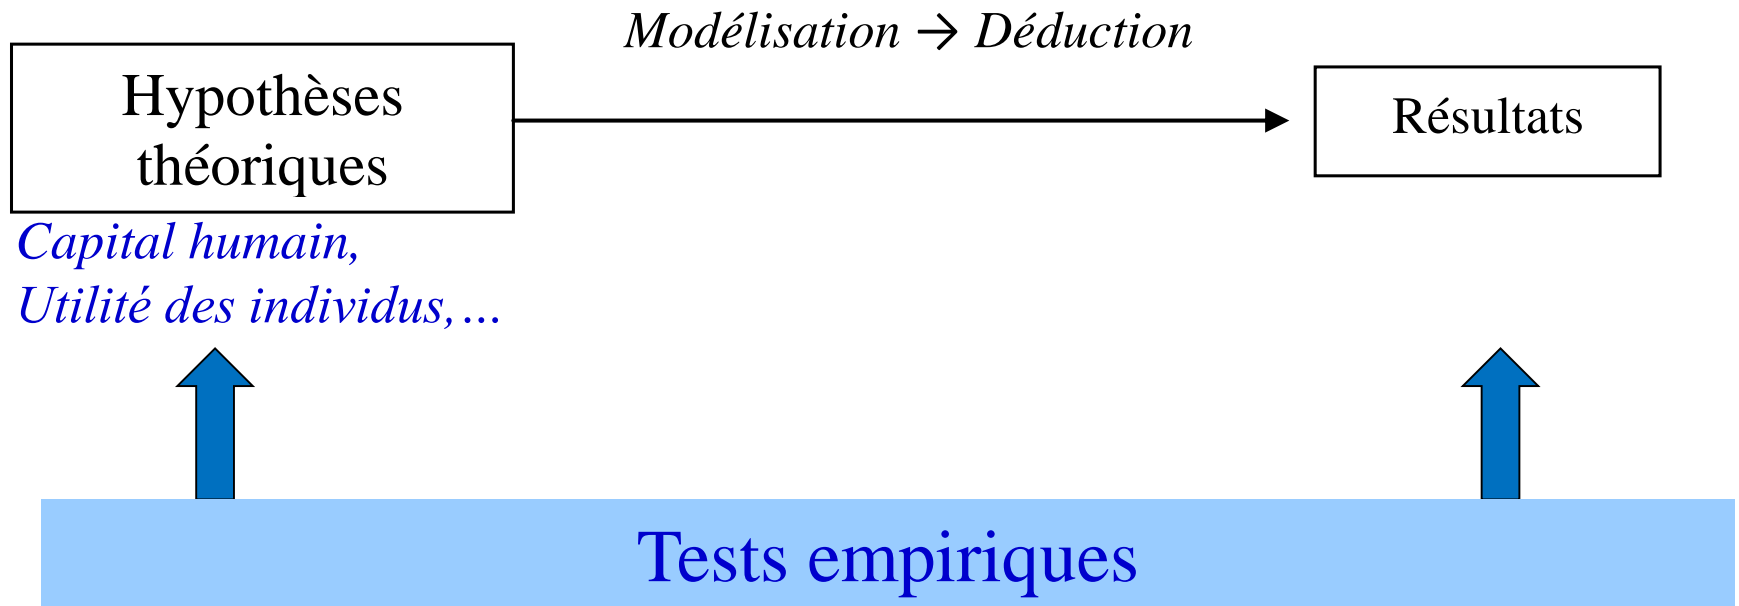 Modélisation → Déduction
Hypothèses
théoriques
Résultats
Capital humain,
Utilité des individus,…
Tests empiriques